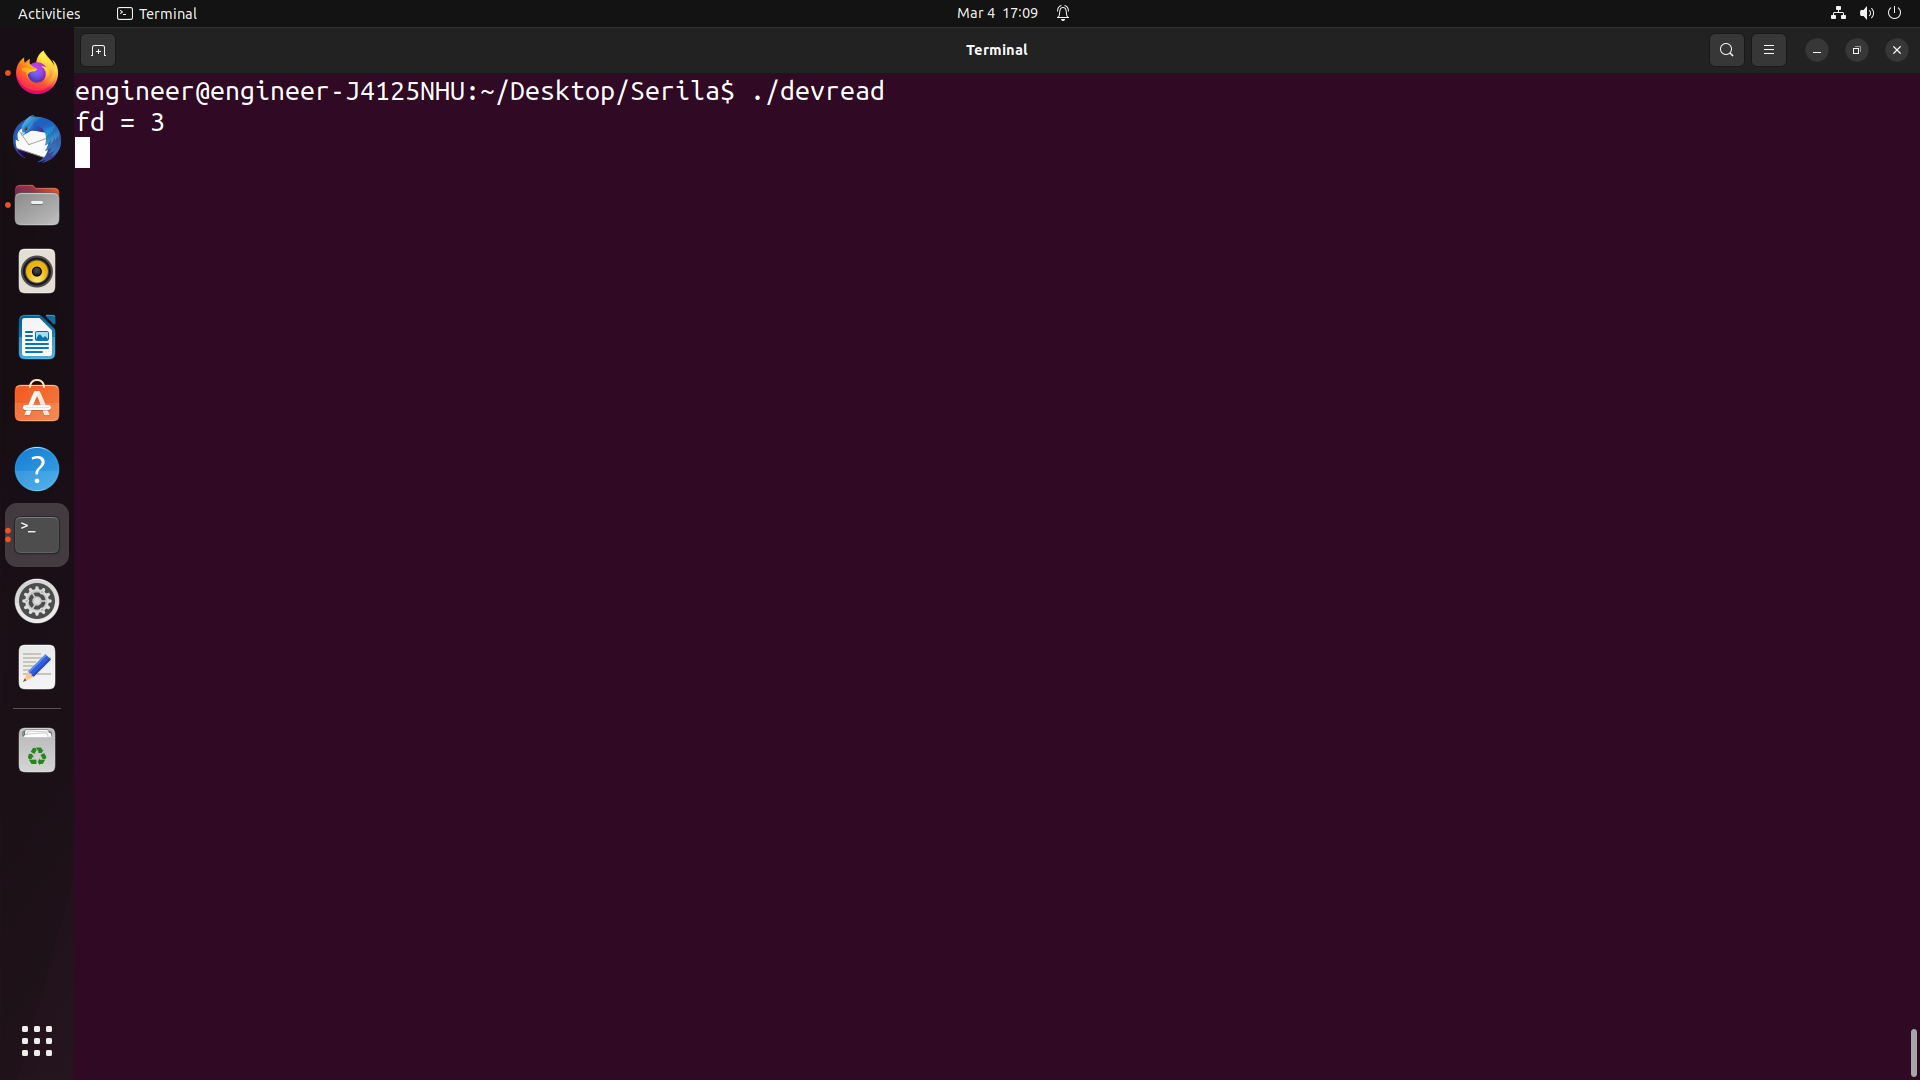 Activities
Terminal
Mar 4 17:09
Terminal
engineer@engineer-J4125NHU:~/Desktop/Serila$ ./devread
fd = 3